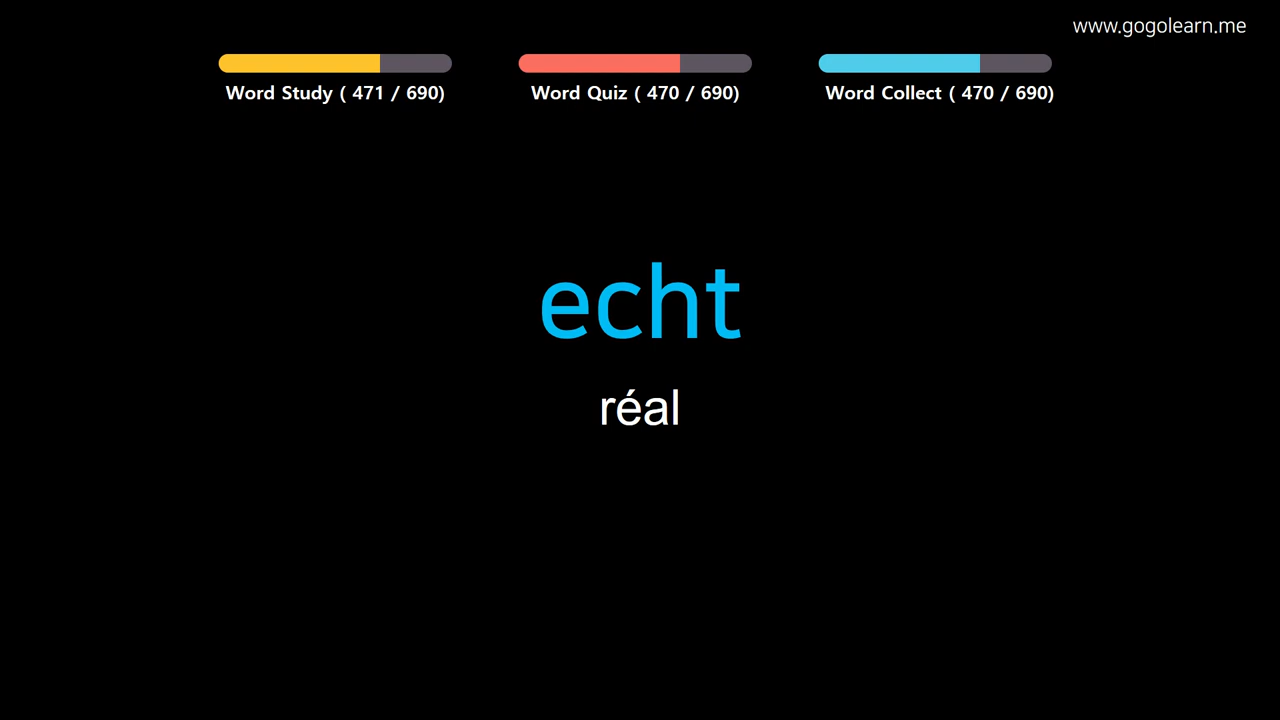 www.gogolearn.me
Word Study ( 471 / 690)
Word Quiz ( 470 / 690)
Word Collect ( 470 / 690)
echt
réal